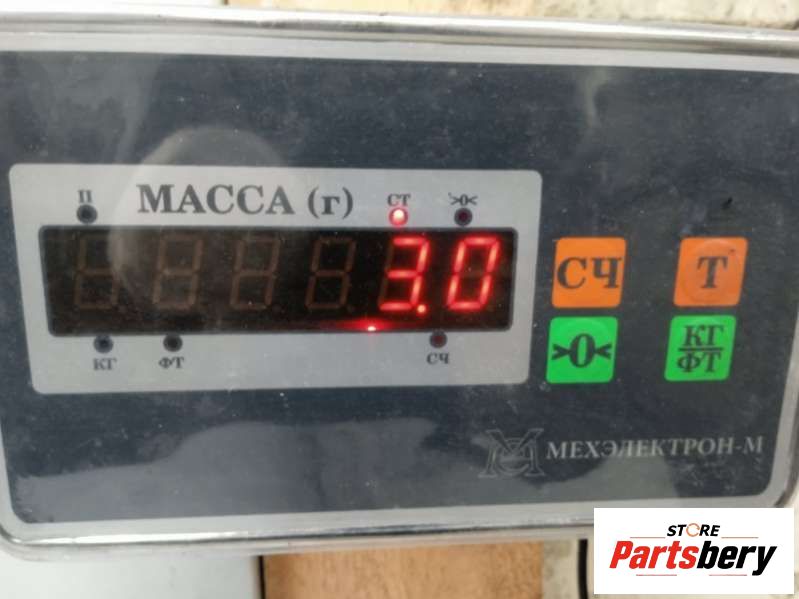 П МАССА (г) СТ >0<
3.0
КГ ФТ СЧ
СЧ Т
>0< КГ
ФТ
МЕХЭЛЕКТРОН-М
STORE
Partsbery